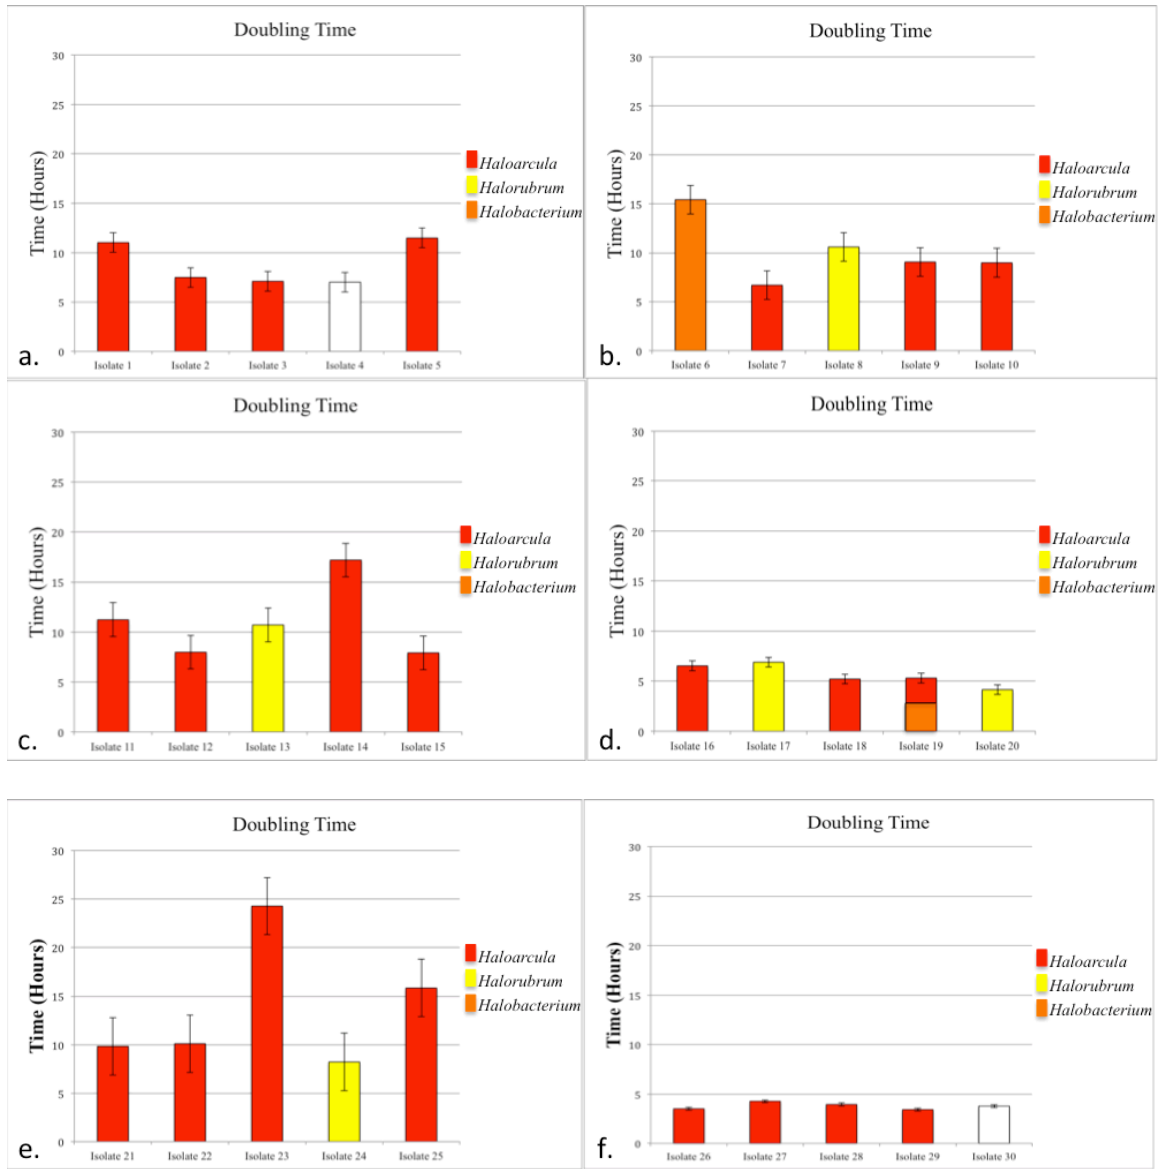 Doubling Time
30
25
20
15
10
5
0
Time (Hours)
Haloarcula
Halorubrum
Halobacterium
a.
Isolate 1 Isolate 2 Isolate 3 Isolate 4 Isolate 5
Doubling Time
30
25
20
15
10
5
0
Time (Hours)
Haloarcula
Halorubrum
Halobacterium
b.
Isolate 6 Isolate 7 Isolate 8 Isolate 9 Isolate 10
Doubling Time
30
25
20
15
10
5
0
Time (Hours)
Haloarcula
Halorubrum
Halobacterium
c.
Isolate 11 Isolate 12 Isolate 13 Isolate 14 Isolate 15
Doubling Time
30
25
20
15
10
5
0
Time (Hours)
Haloarcula
Halorubrum
Halobacterium
d.
Isolate 16 Isolate 17 Isolate 18 Isolate 19 Isolate 20
Doubling Time
30
25
20
15
10
5
0
Time (Hours)
Haloarcula
Halorubrum
Halobacterium
e.
Isolate 21 Isolate 22 Isolate 23 Isolate 24 Isolate 25
Doubling Time
30
25
20
15
10
5
0
Time (Hours)
Haloarcula
Halorubrum
Halobacterium
f.
Isolate 26 Isolate 27 Isolate 28 Isolate 29 Isolate 30